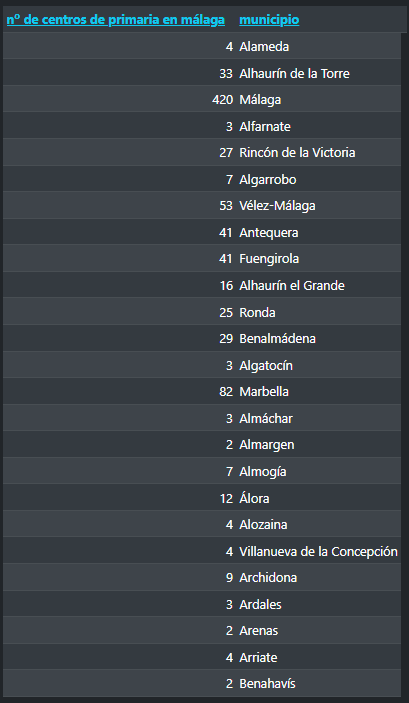 nº de centros de primaria en málaga municipio
4 Alameda
33 Alhaurín de la Torre
420 Málaga
3 Alfarnate
27 Rincón de la Victoria
7 Algarrobo
53 Vélez-Málaga
41 Antequera
41 Fuengirola
16 Alhaurín el Grande
25 Ronda
29 Benalmádena
3 Algatocín
82 Marbella
3 Almáchar
2 Almargen
7 Almogía
12 Álora
4 Alozaina
4 Villanueva de la Concepción
9 Archidona
3 Ardales
2 Arenas
4 Arriate
2 Benahavís